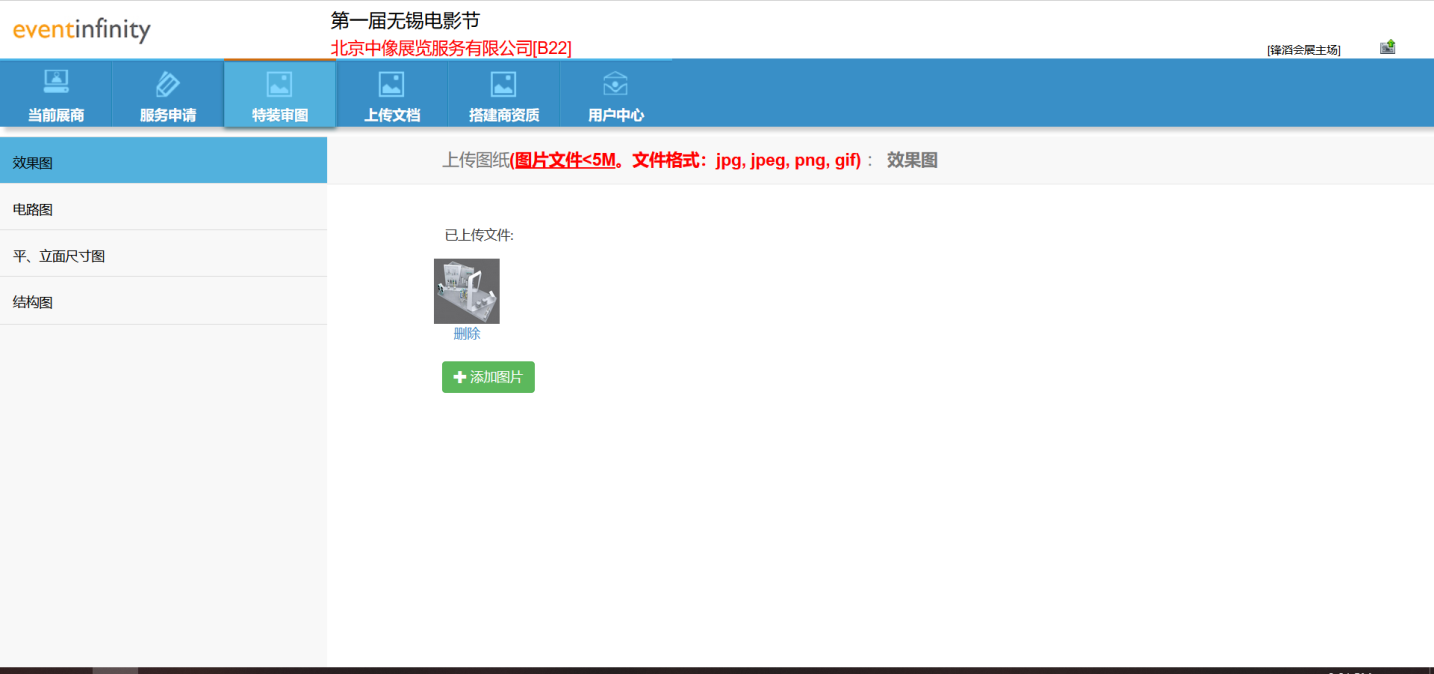 eventinfinity
第一届无锡电影节
北京中像展览服务有限公司[B22]
[锋滔会展主场]
当前展商
服务申请
特装审图
上传文档
搭建商资质
用户中心
效果图
电路图
平、立面尺寸图
结构图
上传图纸(图片文件<5M。文件格式：jpg, jpeg, png, gif)： 效果图
已上传文件:
删除
添加图片